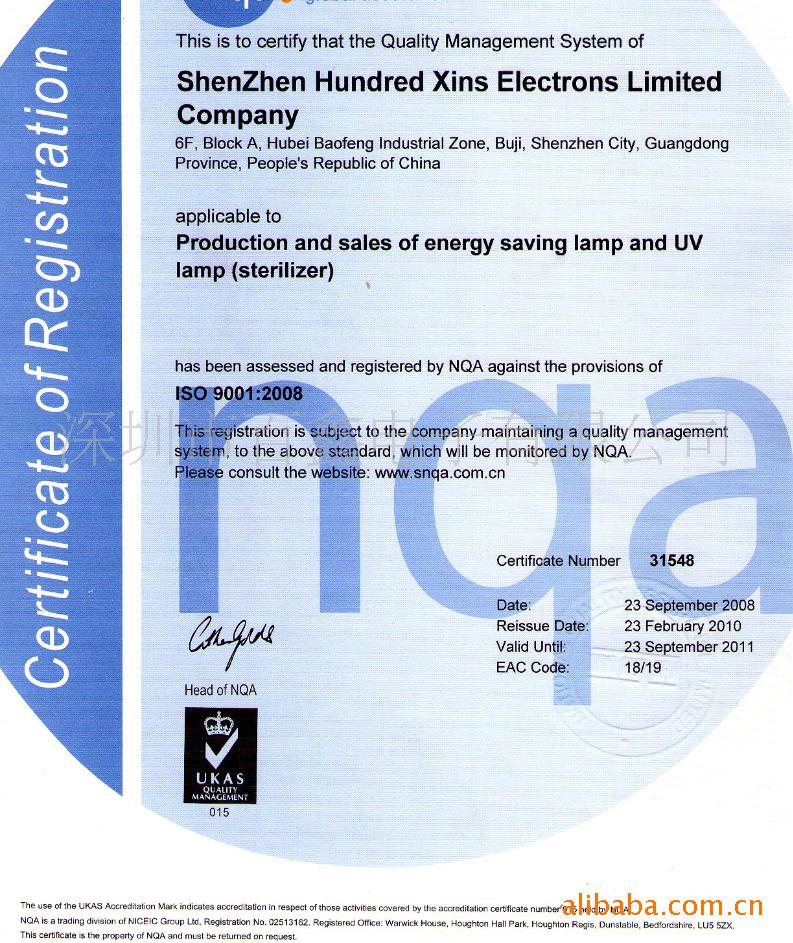 This is to certify that the Quality Management System of
ShenZhen Hundred Xins Electrons Limited
Company
6F, Block A, Hubei Baofeng Industrial Zone, Buji, Shenzhen City, Guangdong
Province, People's Republic of China
applicable to
Production and sales of energy saving lamp and UV
lamp (sterilizer)
has been assessed and registered by NQA against the provisions of
ISO 9001:2008
This registration is subject to the company maintaining a quality management
system, to the above standard, which will be monitored by NQA.
Please consult the website: www.snqa.com.cn
nqa
Certificate of Registration
Certificate Number 31548
Date: 23 September 2008
Reissue Date: 23 February 2010
Valid Until: 23 September 2011
EAC Code: 18/19
Head of NQA
UKAS
QUALITY
MANAGEMENT
015
The use of the UKAS Accreditation Mark indicates accreditation in respect of those activities covered by the accreditation certificate number 015 held by NQA.
NQA is a trading division of NICEIC Group Ltd, Registration No. 02513162. Registered Office: Warwick House, Houghton Hall Park, Houghton Regis, Dunstable, Bedfordshire, LU5 5ZX.
This certificate is the property of NQA and must be returned on request.
alibaba.com.cn